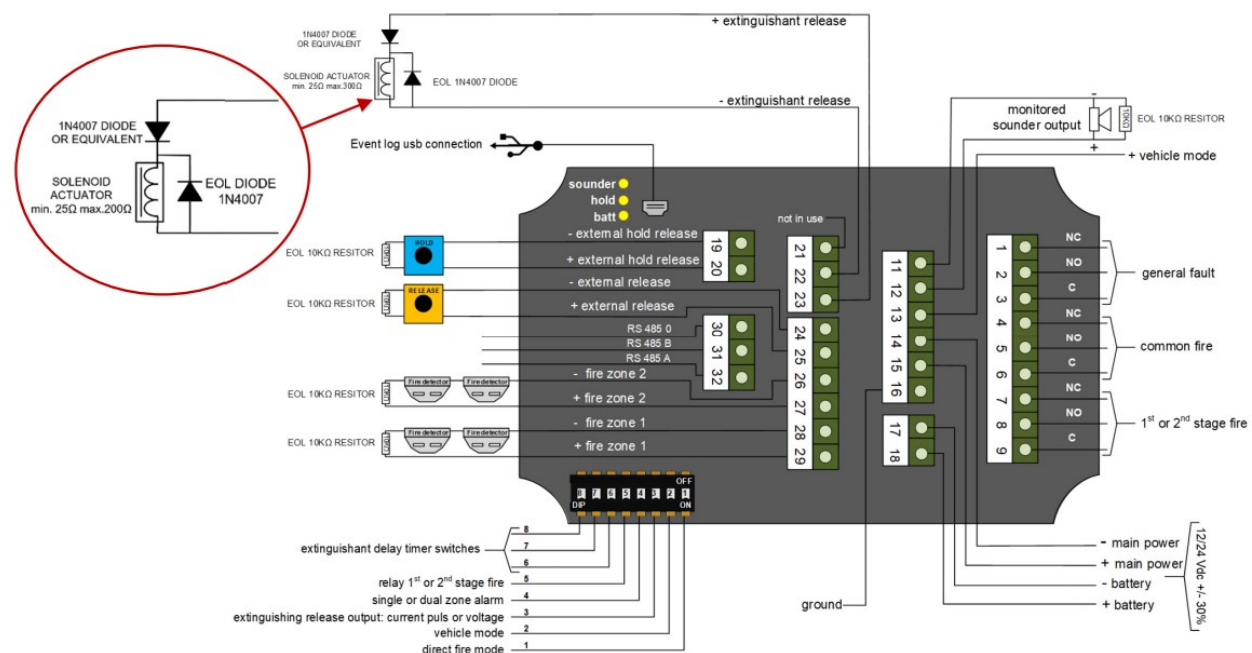 + extinguishant release
1N4007 DIODE
OR EQUIVALENT
SOLENOID ACTUATOR
min. 25Ω max.300Ω
EOL 1N4007 DIODE
- extinguishant release
1N4007 DIODE
OR EQUIVALENT
SOLENOID
ACTUATOR
min. 25Ω max.200Ω
EOL DIODE
1N4007
Event log usb connection
-
monitored
sounder output
10KΩ
EOL 10KΩ RESITOR
+
+ vehicle mode
sounder
hold
batt
not in use
- external hold release
+ external hold release
- external release
+ external release
EOL 10KΩ RESITOR
10KΩ
HOLD
EOL 10KΩ RESITOR
10KΩ
RELEASE
RS 485 0
RS 485 B
RS 485 A
- fire zone 2
+ fire zone 2
- fire zone 1
+ fire zone 1
EOL 10KΩ RESITOR
10KΩ
Fire detector
Fire detector
EOL 10KΩ RESITOR
10KΩ
Fire detector
Fire detector
19
20
30
31
32
21
22
23
24
25
26
27
28
29
11
12
13
14
15
16
17
18
1
2
3
4
5
6
7
8
9
NC
NO
C
general fault
NC
NO
C
common fire
NC
NO
C
1st or 2nd stage fire
OFF
8 7 6 5 4 3 2 1
DIP
ON
extinguishant delay timer switches
8
7
6
relay 1st or 2nd stage fire
5
single or dual zone alarm
4
extinguishing release output: current puls or voltage
3
vehicle mode
2
direct fire mode
1
ground
- main power
+ main power
- battery
+ battery
12/24 Vdc +/- 30%